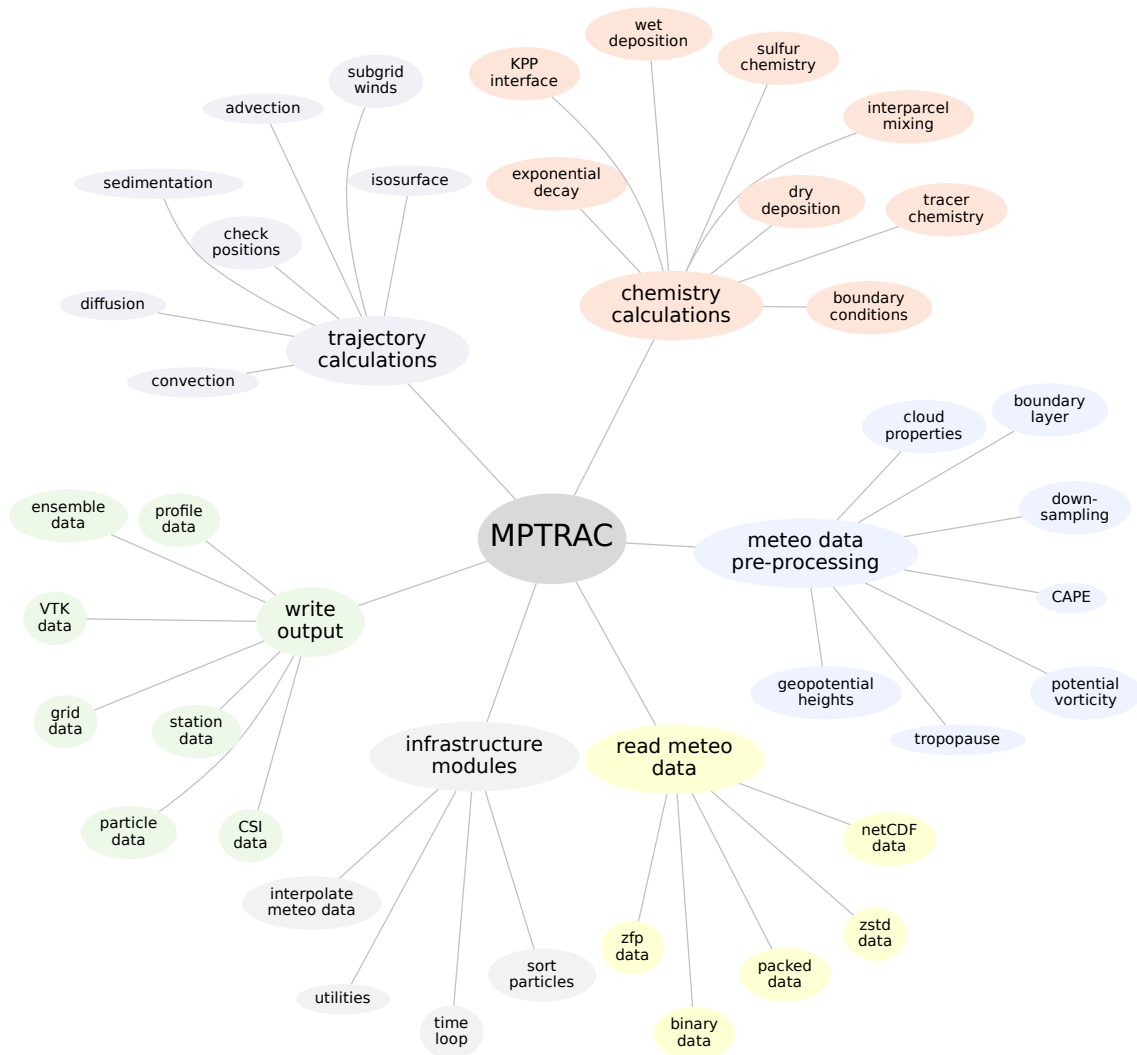 wet
deposition
KPP
interface
sulfur
chemistry
subgrid
winds
advection
interparcel
mixing
sedimentation
isosurface
exponential
decay
dry
deposition
tracer
chemistry
check
positions
diffusion
chemistry
calculations
boundary
conditions
trajectory
calculations
convection
cloud
properties
boundary
layer
ensemble
data
profile
data
down-
sampling
MPTRAC
meteo data
pre-processing
CAPE
VTK
data
write
output
geopotential
heights
potential
vorticity
grid
data
station
data
tropopause
infrastructure
modules
read meteo
data
particle
data
CSI
data
netCDF
data
interpolate
meteo data
zfp
data
zstd
data
sort
particles
packed
data
utilities
time
loop
binary
data